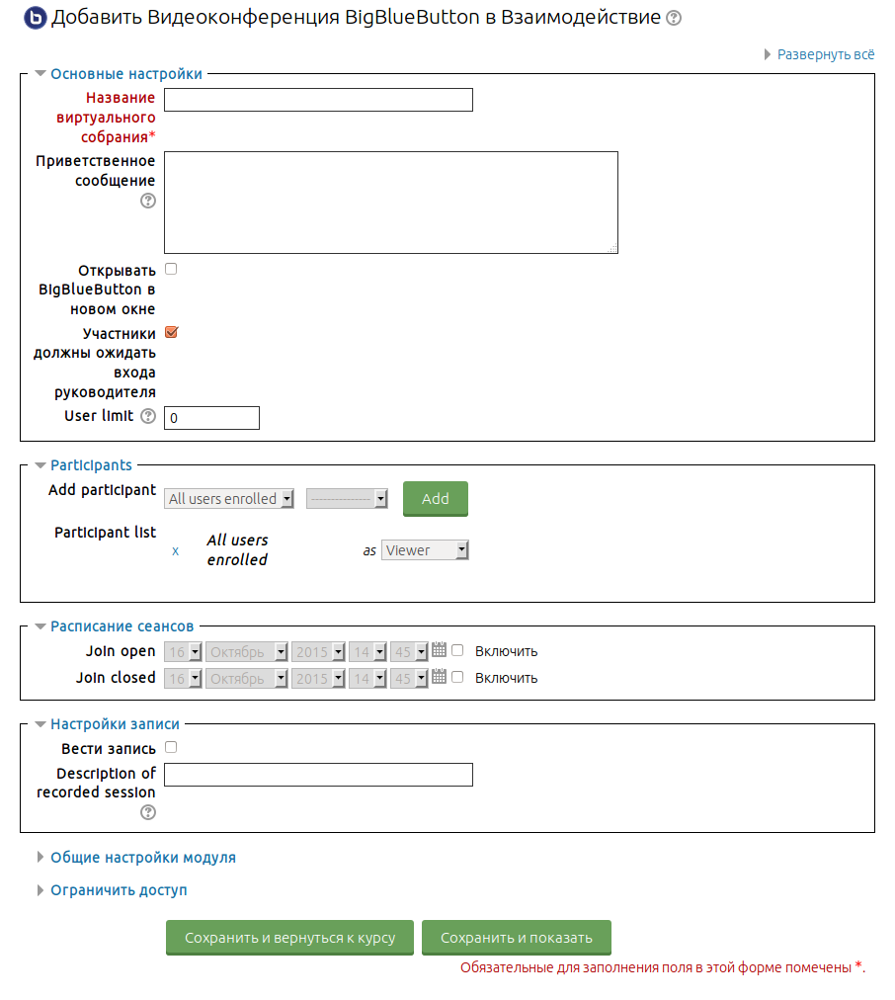 Добавить Видеоконференция BigBlueButton в Взаимодействие
Развернуть всё
Основные настройки
Название
виртуального
собрания*
Приветственное
сообщение
Открывать
BigBlueButton в
новом окне
Участники
должны ожидать
входа
руководителя
User limit 0
Participants
Add participant All users enrolled --------------- Add
Participant list
x All users
enrolled as Viewer
Расписание сеансов
Join open 16 Октябрь 2015 14 45 Включить
Join closed 16 Октябрь 2015 14 45 Включить
Настройки записи
Вести запись
Description of
recorded session
Общие настройки модуля
Ограничить доступ
Сохранить и вернуться к курсу Сохранить и показать
Обязательные для заполнения поля в этой форме помечены *.